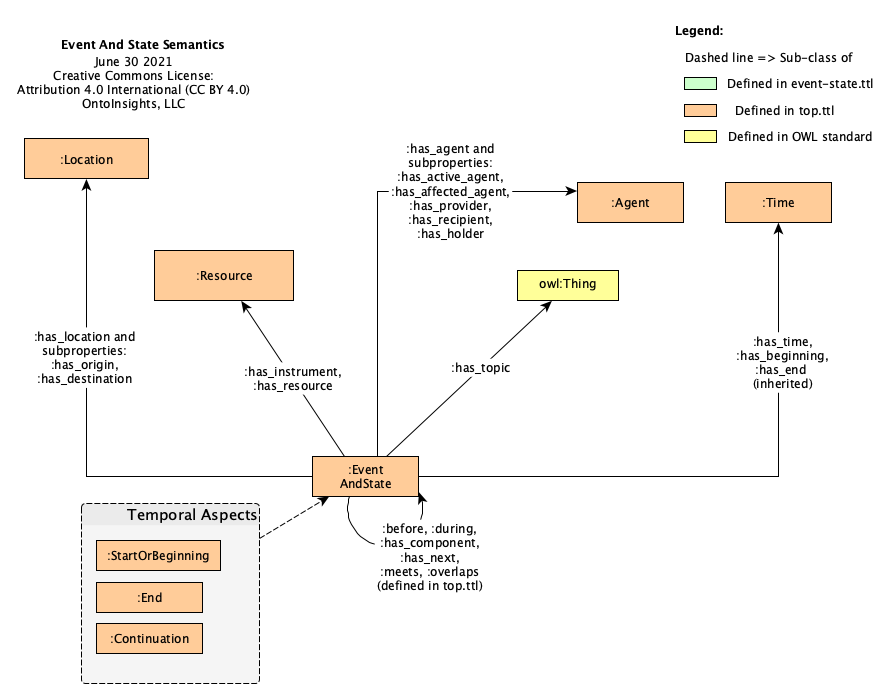 Event And State Semantics
June 30 2021
Creative Commons License:
Attribution 4.0 International (CC BY 4.0)
OntoInsights, LLC
Legend:
Dashed line => Sub-class of
Defined in event-state.ttl
Defined in top.ttl
Defined in OWL standard
:Location
:has_agent and
subproperties:
:has_active_agent,
:has_affected_agent,
:has_provider,
:has_recipient,
:has_holder
:Agent
:Time
:Resource
owl:Thing
:has_location and
subproperties:
:has_origin,
:has_destination
:has_instrument,
:has_resource
:has_topic
:has_time,
:has_beginning,
:has_end
(inherited)
:Event
AndState
Temporal Aspects
:StartOrBeginning
:End
:Continuation
:before, :during,
:has_component,
:has_next,
:meets, :overlaps
(defined in top.ttl)